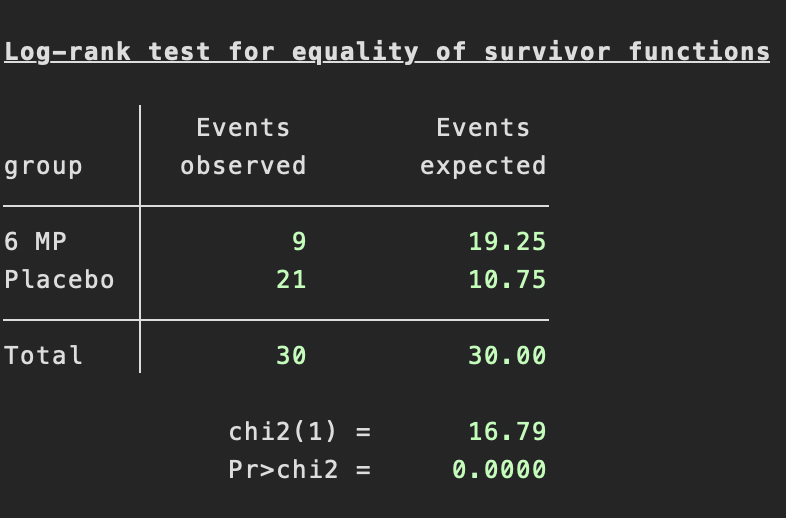 Log-rank test for equality of survivor functions
Events Events
group observed expected
6 MP 9 19.25
Placebo 21 10.75
Total 30 30.00
chi2(1) = 16.79
Pr>chi2 = 0.0000